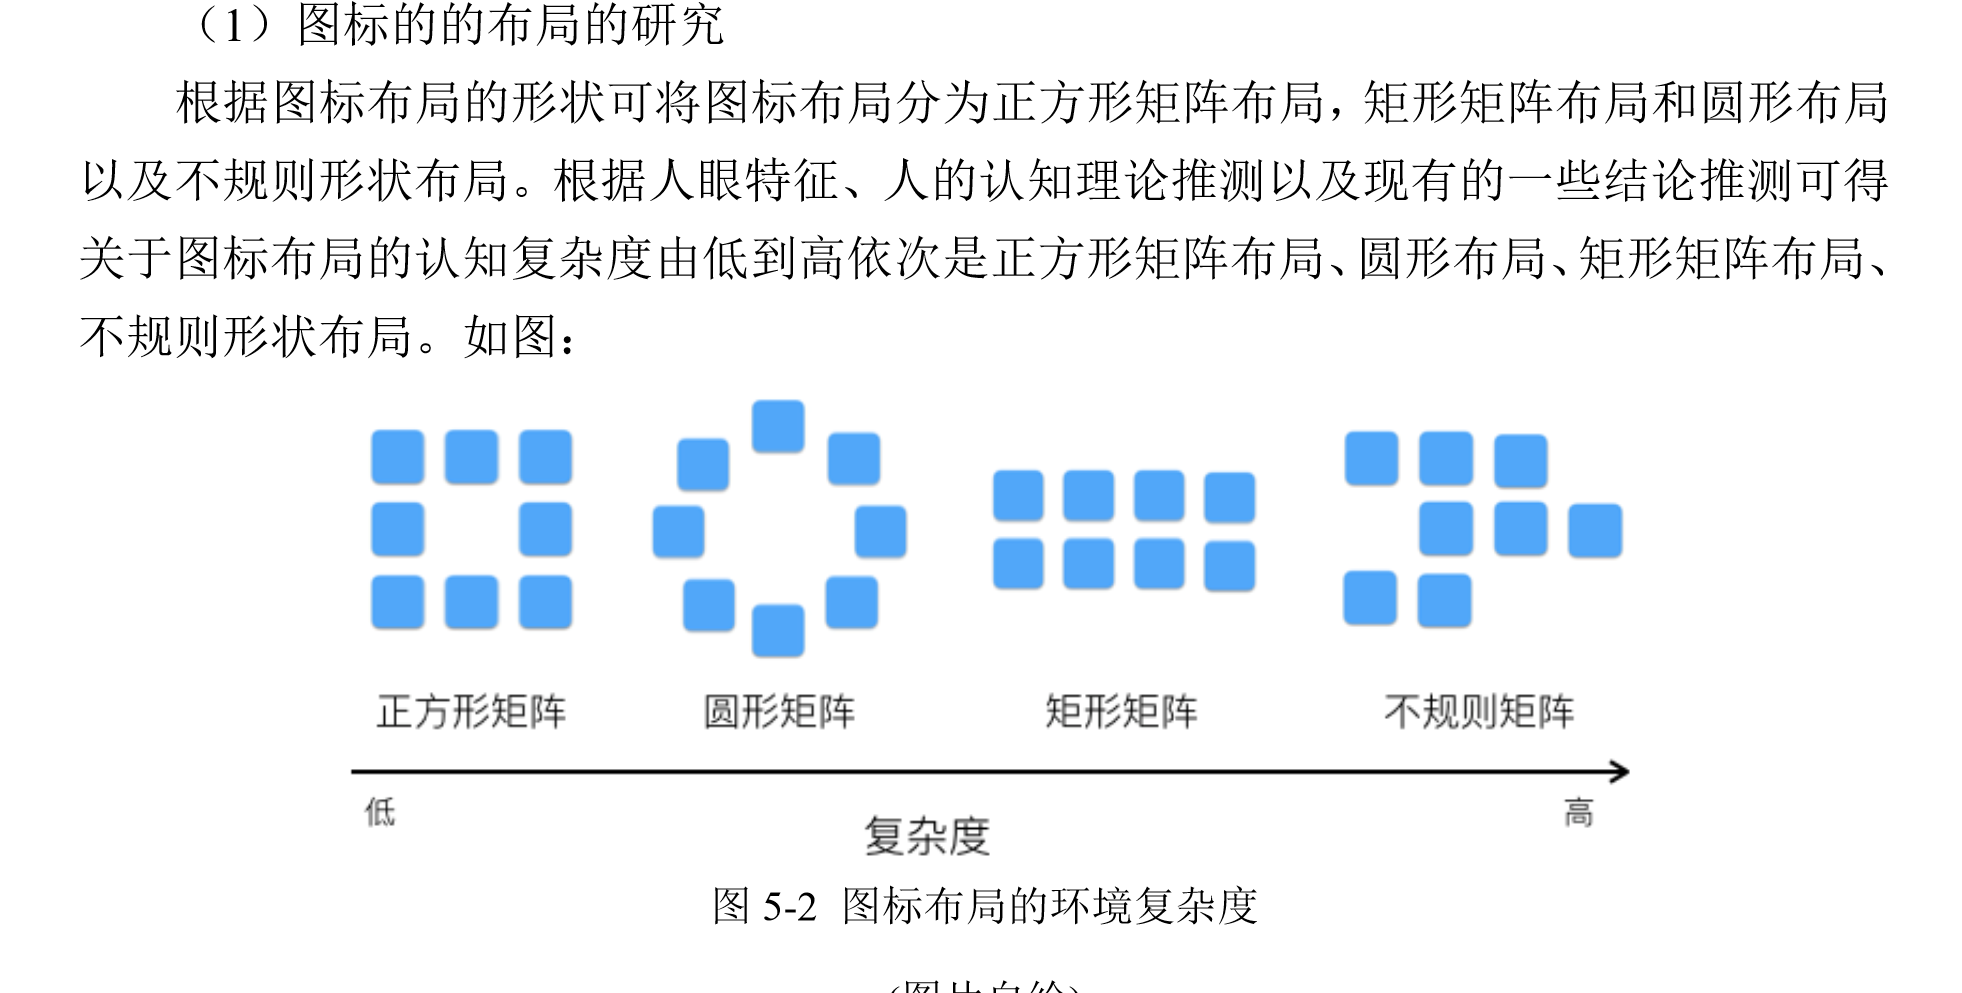 （1）图标的的布局的研究
根据图标布局的形状可将图标布局分为正方形矩阵布局，矩形矩阵布局和圆形布局
以及不规则形状布局。根据人眼特征、人的认知理论推测以及现有的一些结论推测可得
关于图标布局的认知复杂度由低到高依次是正方形矩阵布局、圆形布局、矩形矩阵布局、
不规则形状布局。如图：
正方形矩阵 圆形矩阵 矩形矩阵 不规则矩阵
低 高
复杂度
图 5-2 图标布局的环境复杂度
(图片自绘)